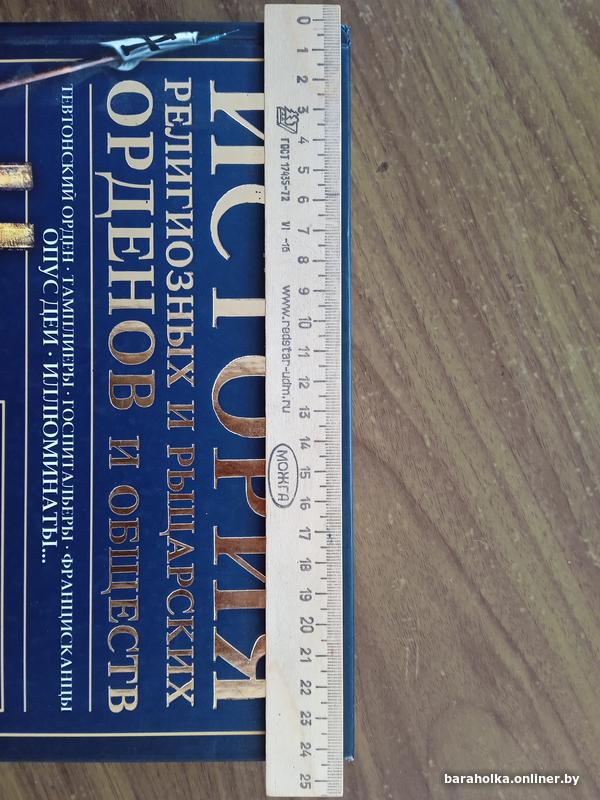 ИСТОРИЯ
РЕЛИГИОЗНЫХ И РЫЦАРСКИХ
ОРДЕНОВ И ОБЩЕСТВ
ТЕВТОНСКИЙ ОРДЕН · ТАМПЛИЕРЫ · ГОСПИТАЛЬЕРЫ · ФРАНЦИСКАНЦЫ
ОПУС ДЕИ · ИЛЛЮМИНАТЫ...
0 1 2 3 4 5 6 7 8 9 10 11 12 13 14 15 16 17 18 19 20 21 22 23 24 25
ГОСТ 17435-72 VI -16 www.redstar-udm.ru МОЖГА
baraholka.onliner.by